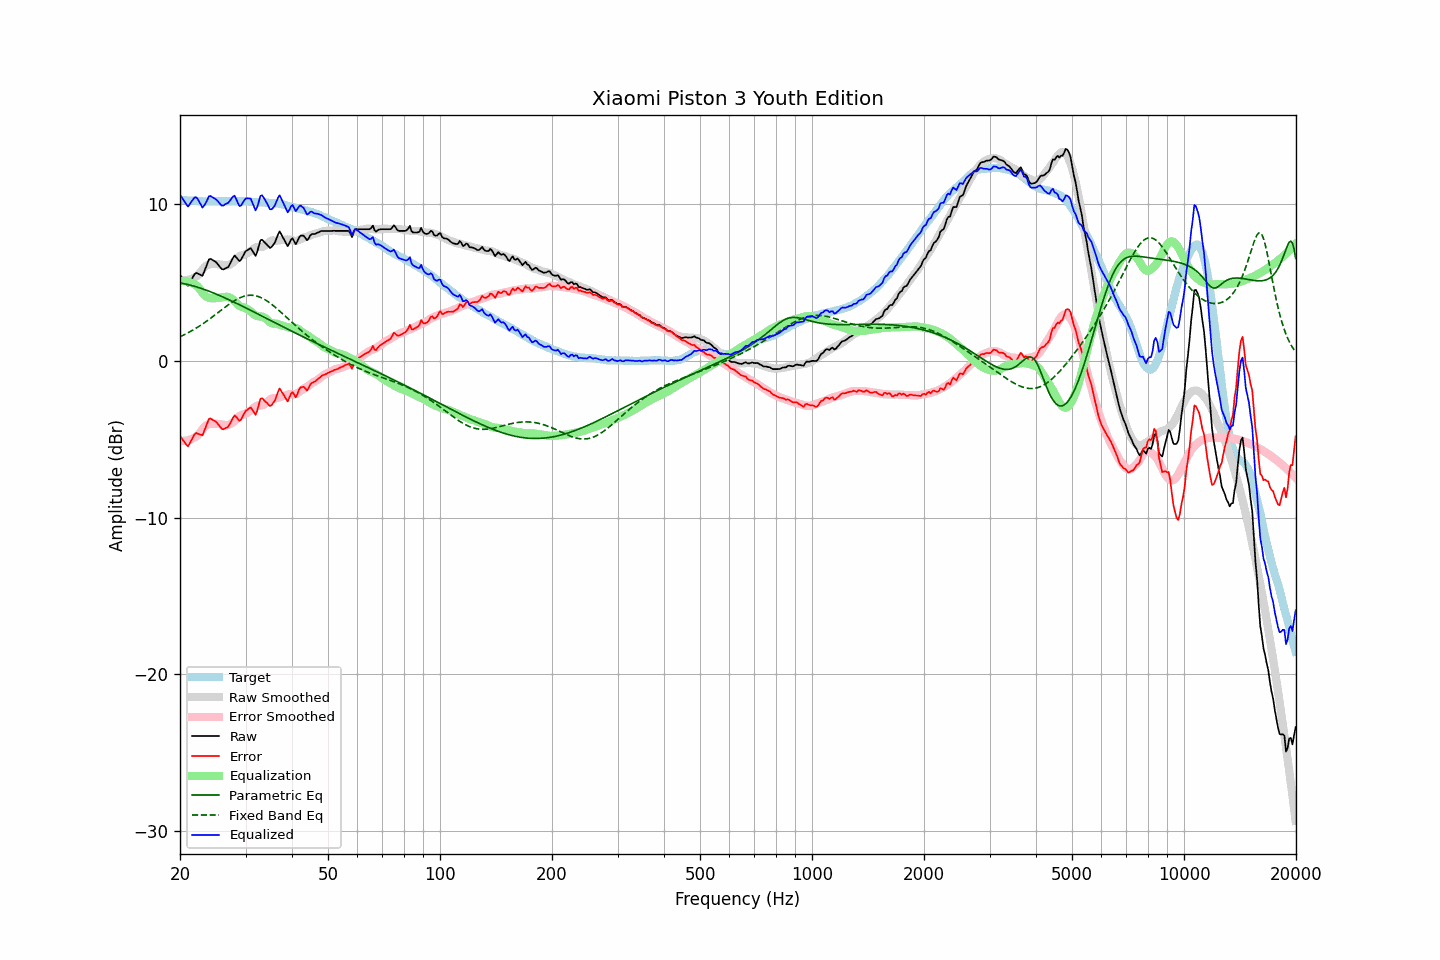 Xiaomi Piston 3 Youth Edition
Amplitude (dBr)
10
0
−10
−20
−30
Target
Raw Smoothed
Error Smoothed
Raw
Error
Equalization
Parametric Eq
Fixed Band Eq
Equalized
20 50 100 200 500 1000 2000 5000 10000 20000
Frequency (Hz)